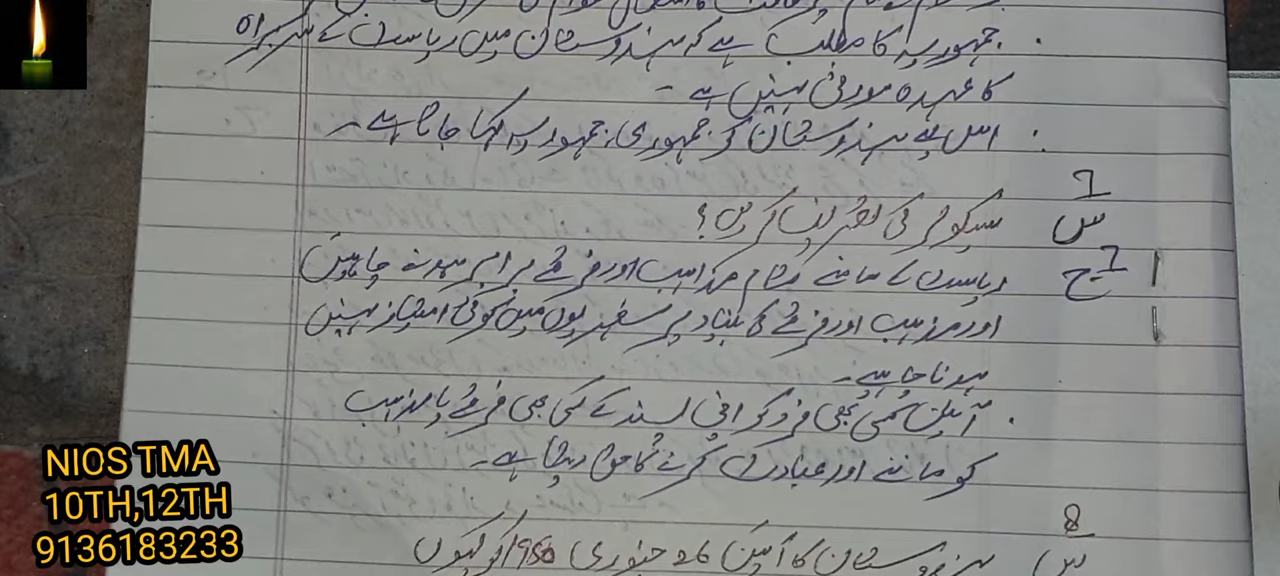 جمہوریہ کا مطلب ہے کہ ہندوستان میں ریاست کے سربراہ
کا عہدہ موروثی نہیں ہے ۔
اس لیے ہندوستان کو جمہوری، جمہوریہ کہا جاتا ہے ۔
7
س سیکولر کی تعریف کریں؟
ج 7 ریاست کے سامنے تمام مذاہب اور فرقے برابر ہونے چاہئیں
اور مذہب اور فرقے کی بنیاد پر شہریوں میں کوئی امتیاز نہیں
ہونا چاہیے ۔
آئین کسی بھی فرد کو اپنی پسند کے کسی بھی فرقے یا مذہب
کو ماننے اور عبادت کرنے کا حق دیتا ہے ۔
8
س ہندوستان کا آئین 26 جنوری 1950 کو کیوں
NIOS TMA
10TH,12TH
9136183233